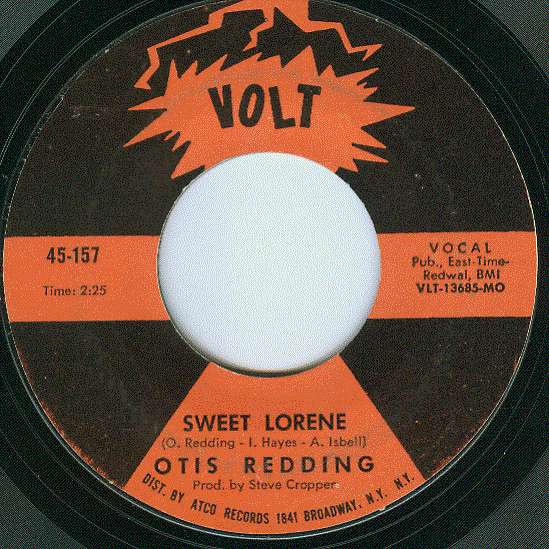 VOLT
45-157
Time: 2:25
VOCAL
Pub., East-Time-
Redwal, BMI
VLT-13685-MO
SWEET LORENE
(O. Redding - I. Hayes - A. Isbell)
OTIS REDDING
Prod. by Steve Cropper
DIST. BY ATCO RECORDS 1841 BROADWAY, N.Y. N.Y.